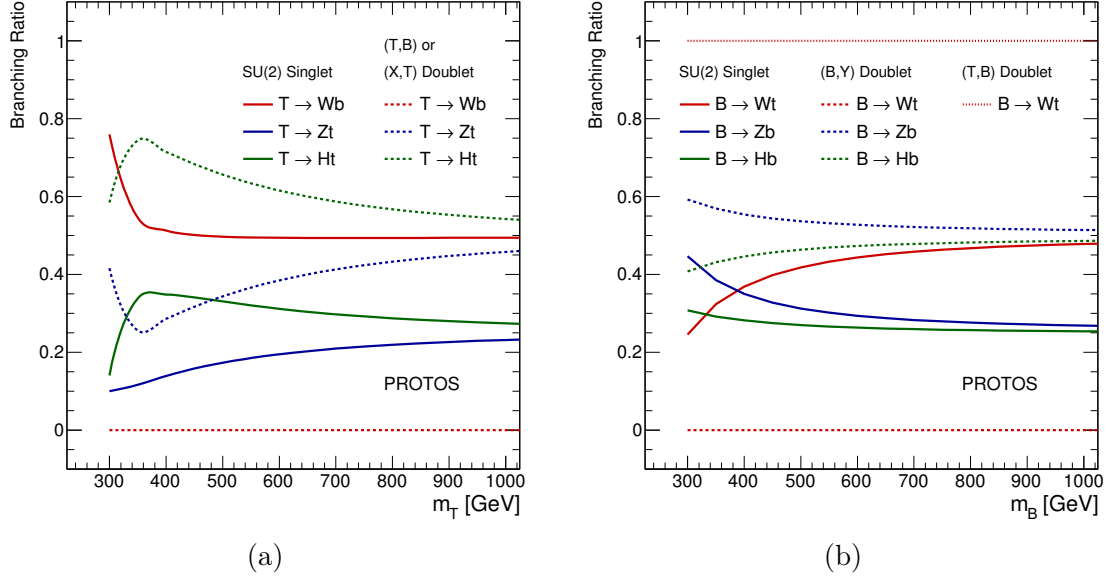 Branching Ratio
1
0.8
0.6
0.4
0.2
0
(T,B) or
SU(2) Singlet (X,T) Doublet
T → Wb T → Wb
T → Zt T → Zt
T → Ht T → Ht
PROTOS
300 400 500 600 700 800 900 1000
m_T [GeV]
(a)
Branching Ratio
1
0.8
0.6
0.4
0.2
0
SU(2) Singlet (B,Y) Doublet (T,B) Doublet
B → Wt B → Wt B → Wt
B → Zb B → Zb
B → Hb B → Hb
PROTOS
300 400 500 600 700 800 900 1000
m_B [GeV]
(b)